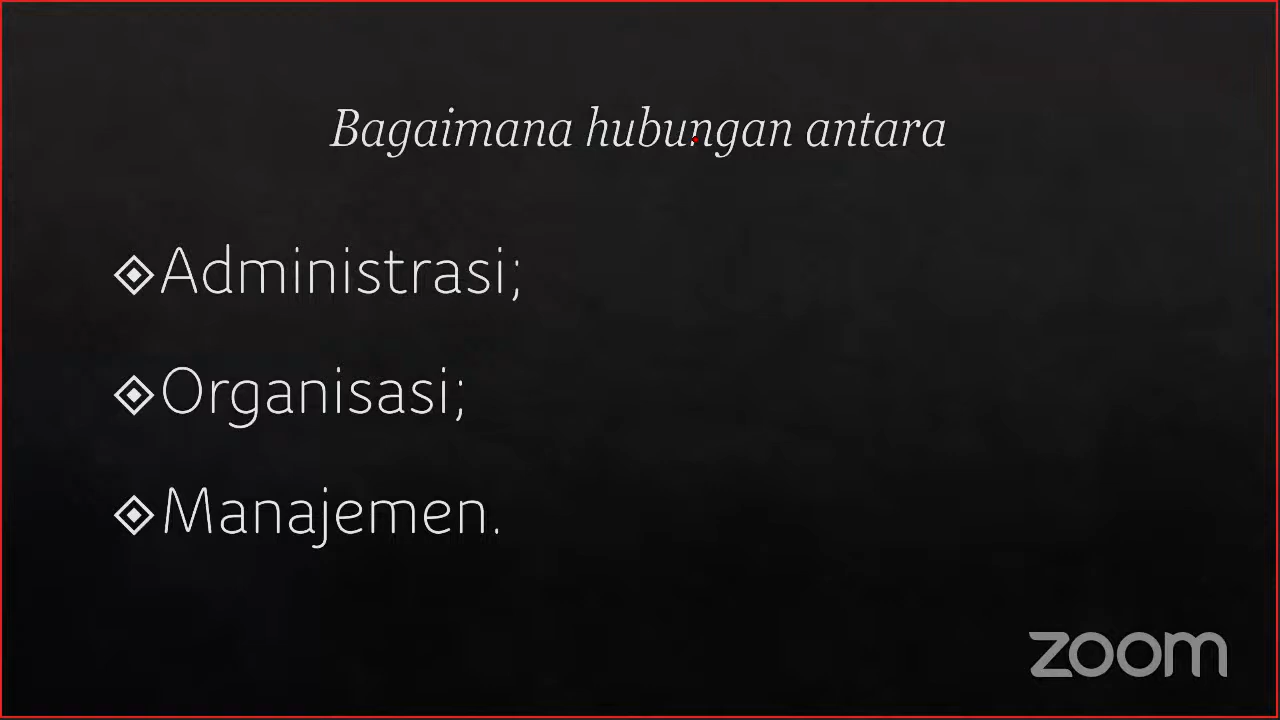 Bagaimana hubungan antara
Administrasi;
Organisasi;
Manajemen.
zoom